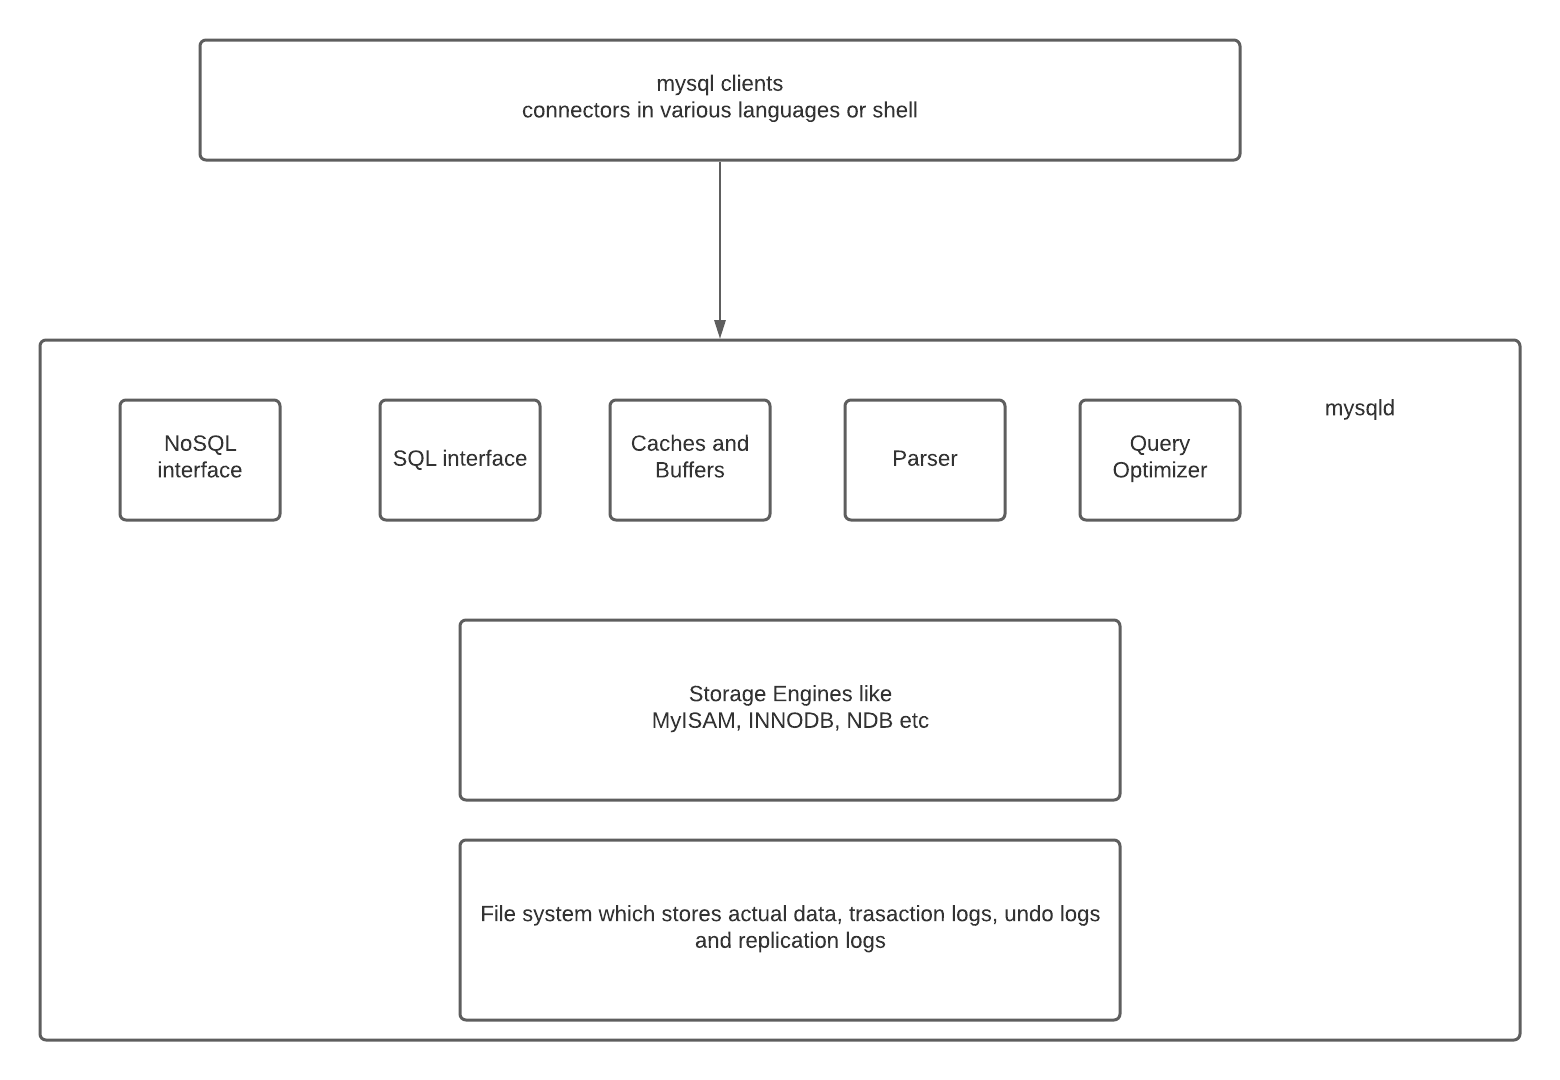 mysql clients
connectors in various languages or shell
mysqld
NoSQL
interface
SQL interface
Caches and
Buffers
Parser
Query
Optimizer
Storage Engines like
MyISAM, INNODB, NDB etc
File system which stores actual data, trasaction logs, undo logs
and replication logs